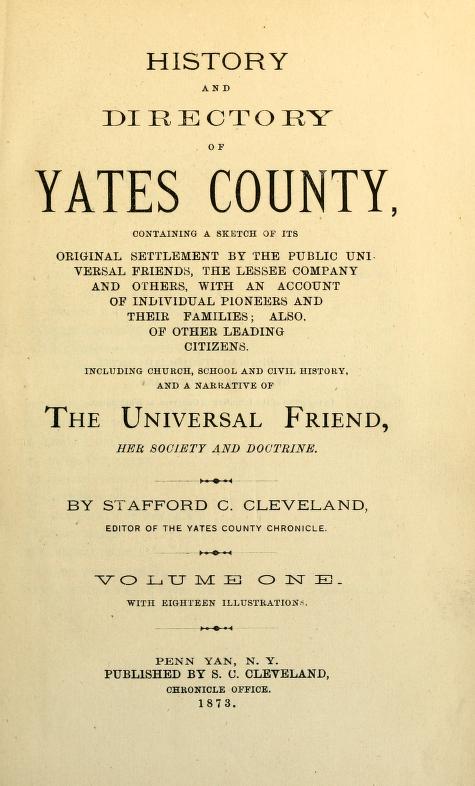 HISTORY
AND
DIRECTORY
OF
YATES COUNTY,
CONTAINING A SKETCH OF ITS
ORIGINAL SETTLEMENT BY THE PUBLIC UNI-
VERSAL FRIENDS, THE LESSEE COMPANY
AND OTHERS, WITH AN ACCOUNT
OF INDIVIDUAL PIONEERS AND
THEIR FAMILIES; ALSO,
OF OTHER LEADING
CITIZENS.
INCLUDING CHURCH, SCHOOL AND CIVIL HISTORY,
AND A NARRATIVE OF
THE UNIVERSAL FRIEND,
HER SOCIETY AND DOCTRINE.
BY STAFFORD C. CLEVELAND,
EDITOR OF THE YATES COUNTY CHRONICLE.
VOLUME ONE.
WITH EIGHTEEN ILLUSTRATIONS.
PENN YAN, N. Y.
PUBLISHED BY S. C. CLEVELAND,
CHRONICLE OFFICE.
1873.